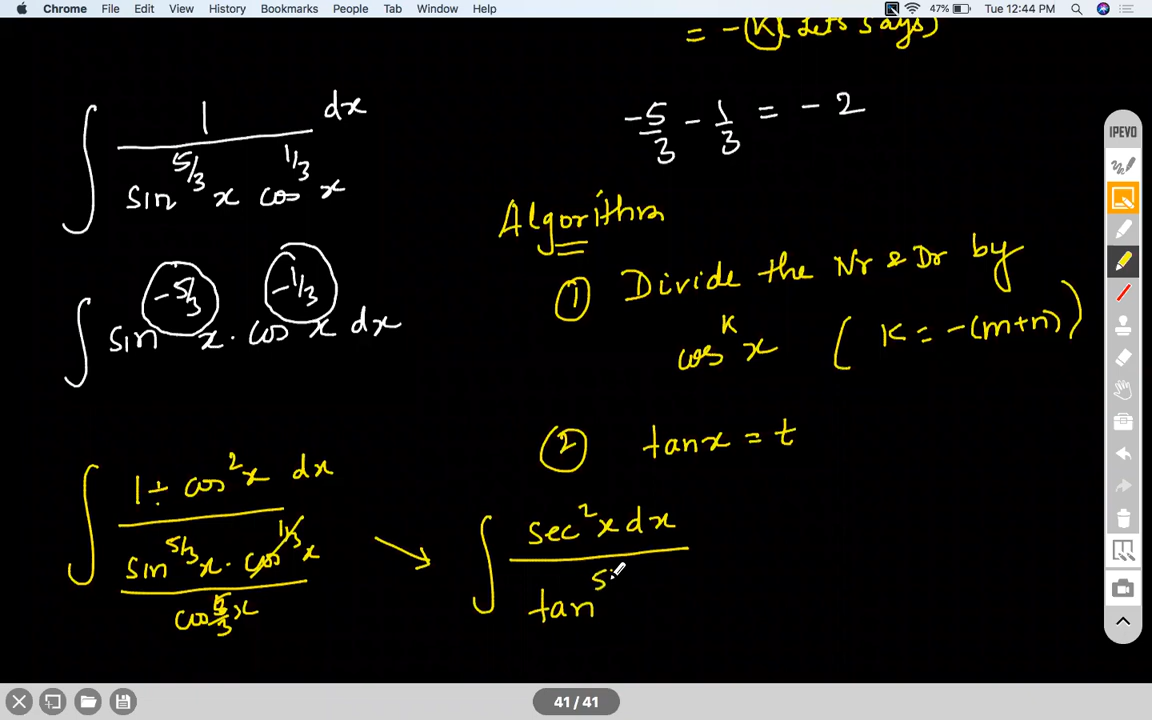 Chrome File Edit View History Bookmarks People Tab Window Help 47% Tue 12:44 PM
= -(K) (Lets says)
∫ 1 / (sin^5/3 x cos^1/3 x) dx
-5/3 - 1/3 = -2
∫ sin^-5/3 x · cos^-1/3 x dx
Algorithm
① Divide the Nr & Dr by
cos^K x (K = -(m+n))
② tanx = t
∫ (1 ÷ cos²x dx) / (sin^5/3 x · cos^1/3 x / cos^5/3 x)
∫ sec²x dx / tan^5
IPEVO
41 / 41